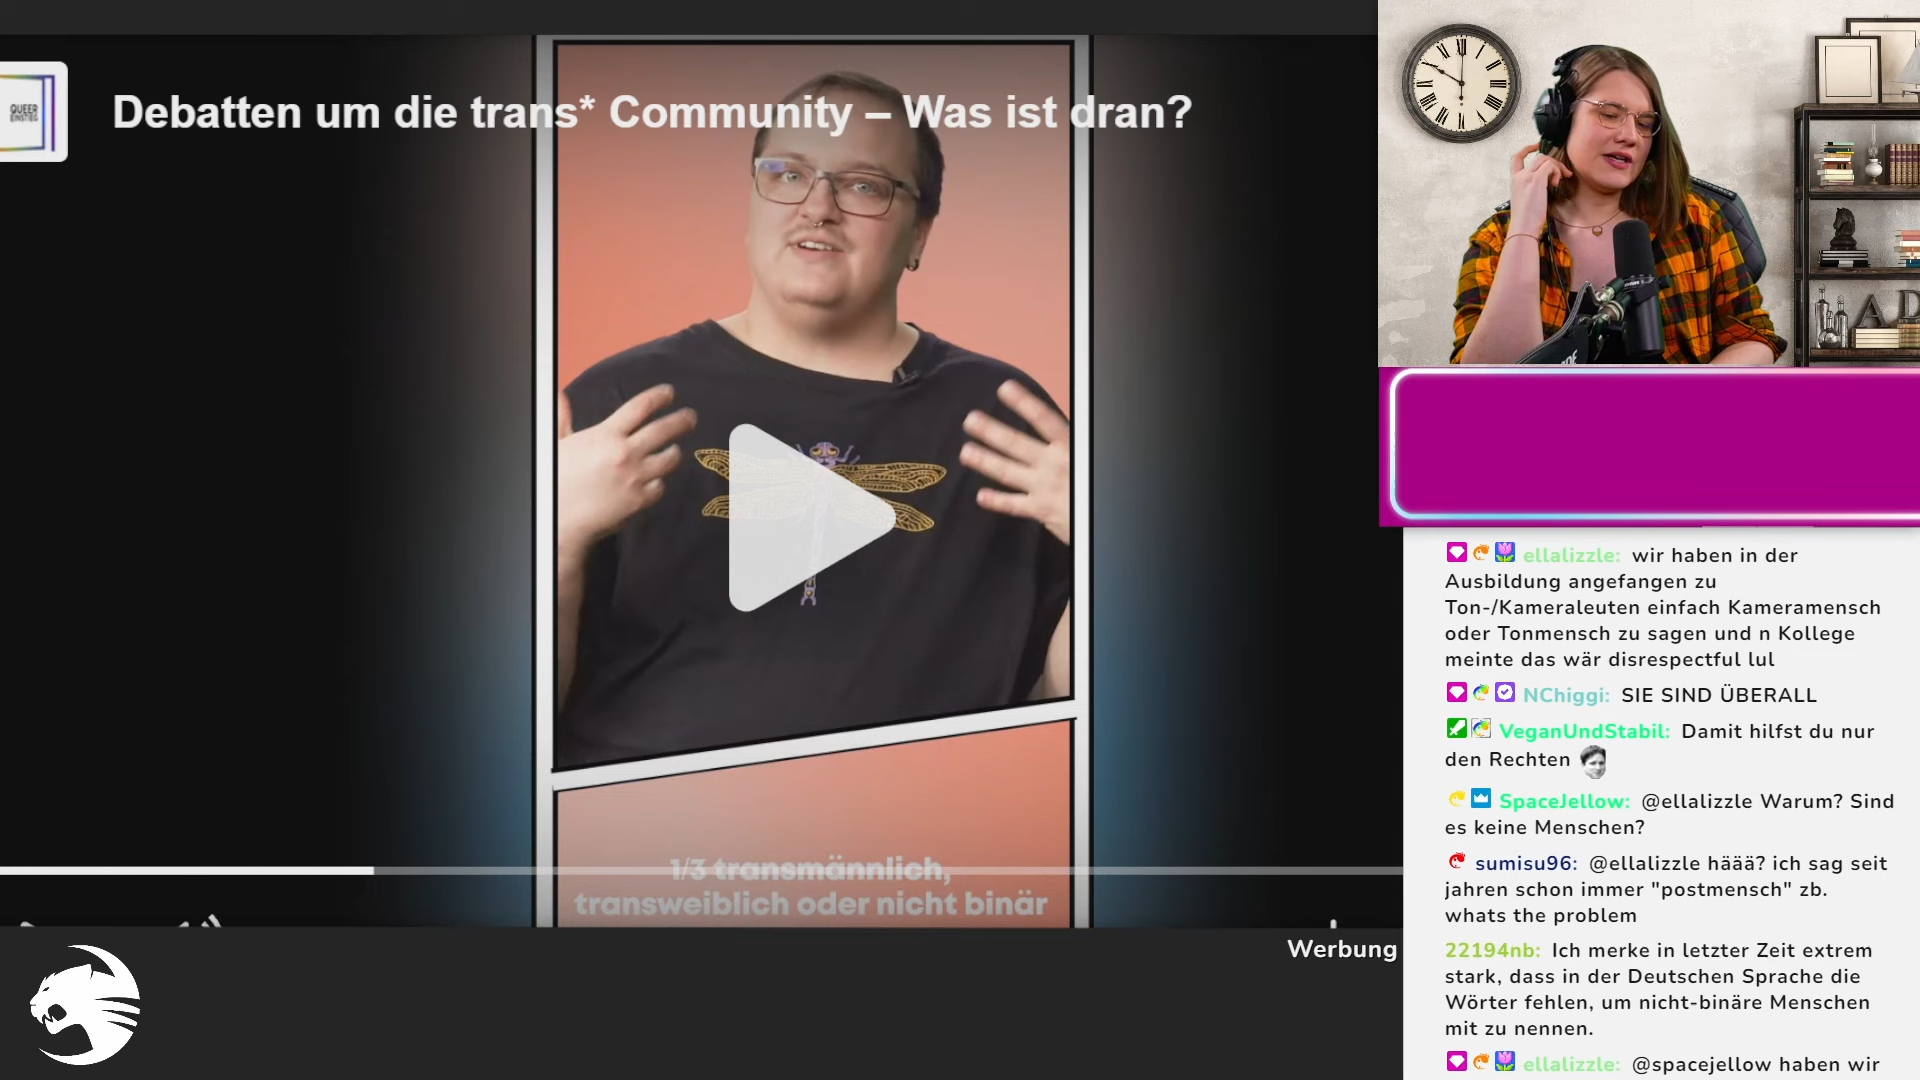 QUEER
EINSTIEG
Debatten um die trans* Community – Was ist dran?
1/3 transmännlich,
transweiblich oder nicht binär
Werbung
ellalizzle: wir haben in der
Ausbildung angefangen zu
Ton-/Kameraleuten einfach Kameramensch
oder Tonmensch zu sagen und n Kollege
meinte das wär disrespectful lul
NChiggi: SIE SIND ÜBERALL
VeganUndStabil: Damit hilfst du nur
den Rechten
SpaceJellow: @ellalizzle Warum? Sind
es keine Menschen?
sumisu96: @ellalizzle häää? ich sag seit
jahren schon immer "postmensch" zb.
whats the problem
22194nb: Ich merke in letzter Zeit extrem
stark, dass in der Deutschen Sprache die
Wörter fehlen, um nicht-binäre Menschen
mit zu nennen.
ellalizzle: @spacejellow haben wir